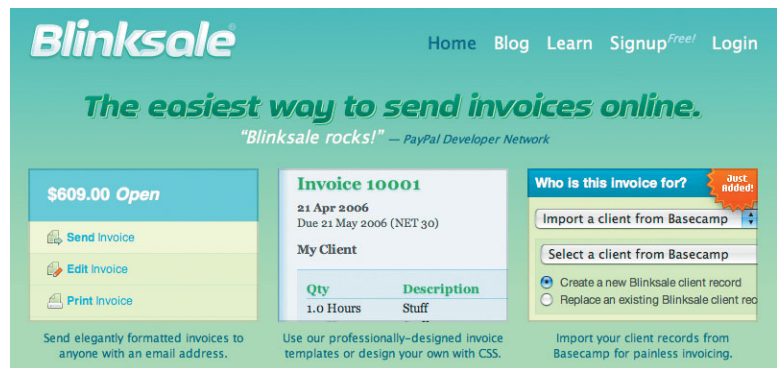 Blinksale
Home Blog Learn Signup Free! Login
The easiest way to send invoices online.
“Blinksale rocks!” — PayPal Developer Network
$609.00 Open
Send Invoice
Edit Invoice
Print Invoice
Send elegantly formatted invoices to
anyone with an email address.
Invoice 10001
21 Apr 2006
Due 21 May 2006 (NET 30)
My Client
Qty Description
1.0 Hours Stuff
Use our professionally-designed invoice
templates or design your own with CSS.
Who is this invoice for?
Just
Added!
Import a client from Basecamp
Select a client from Basecamp
Create a new Blinksale client record
Replace an existing Blinksale client rec
Import your client records from
Basecamp for painless invoicing.